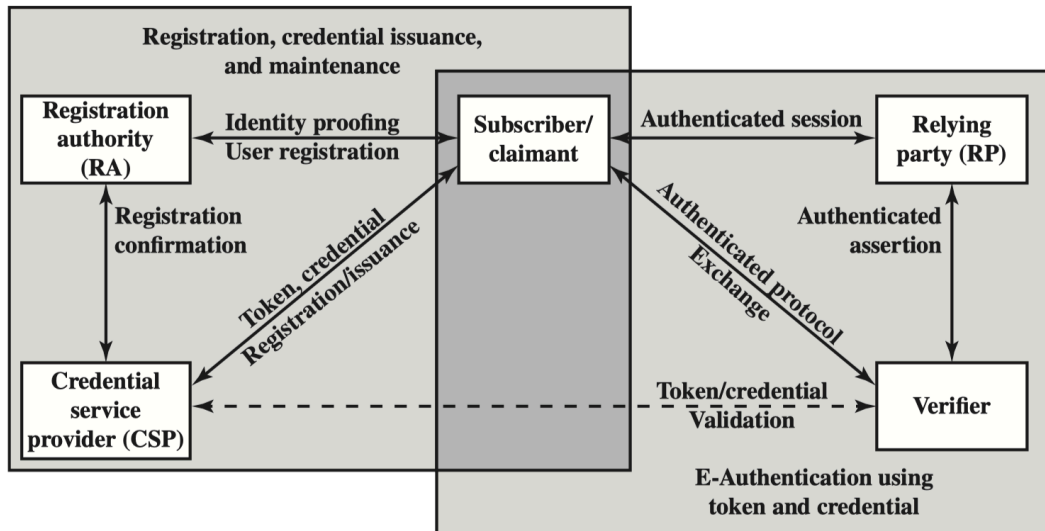 Registration, credential issuance,
and maintenance
Registration
authority
(RA)
Identity proofing
User registration
Subscriber/
claimant
Authenticated session
Relying
party (RP)
Registration
confirmation
Token, credential
Registration/issuance
Authenticated protocol
Exchange
Authenticated
assertion
Credential
service
provider (CSP)
Token/credential
Validation
Verifier
E-Authentication using
token and credential